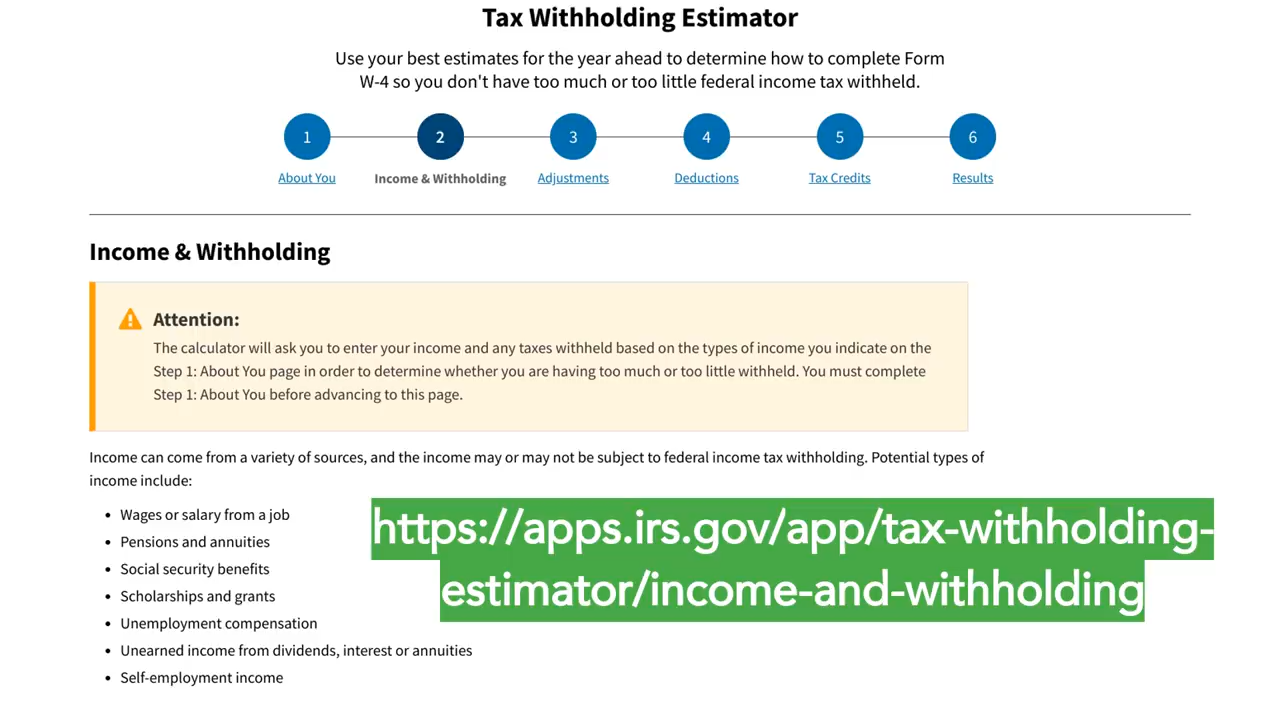 Tax Withholding Estimator
Use your best estimates for the year ahead to determine how to complete Form
W-4 so you don't have too much or too little federal income tax withheld.
1 2 3 4 5 6
About You Income & Withholding Adjustments Deductions Tax Credits Results
Income & Withholding
Attention:
The calculator will ask you to enter your income and any taxes withheld based on the types of income you indicate on the
Step 1: About You page in order to determine whether you are having too much or too little withheld. You must complete
Step 1: About You before advancing to this page.
Income can come from a variety of sources, and the income may or may not be subject to federal income tax withholding. Potential types of
income include:
• Wages or salary from a job
• Pensions and annuities
• Social security benefits
• Scholarships and grants
• Unemployment compensation
• Unearned income from dividends, interest or annuities
• Self-employment income
https://apps.irs.gov/app/tax-withholding-
estimator/income-and-withholding